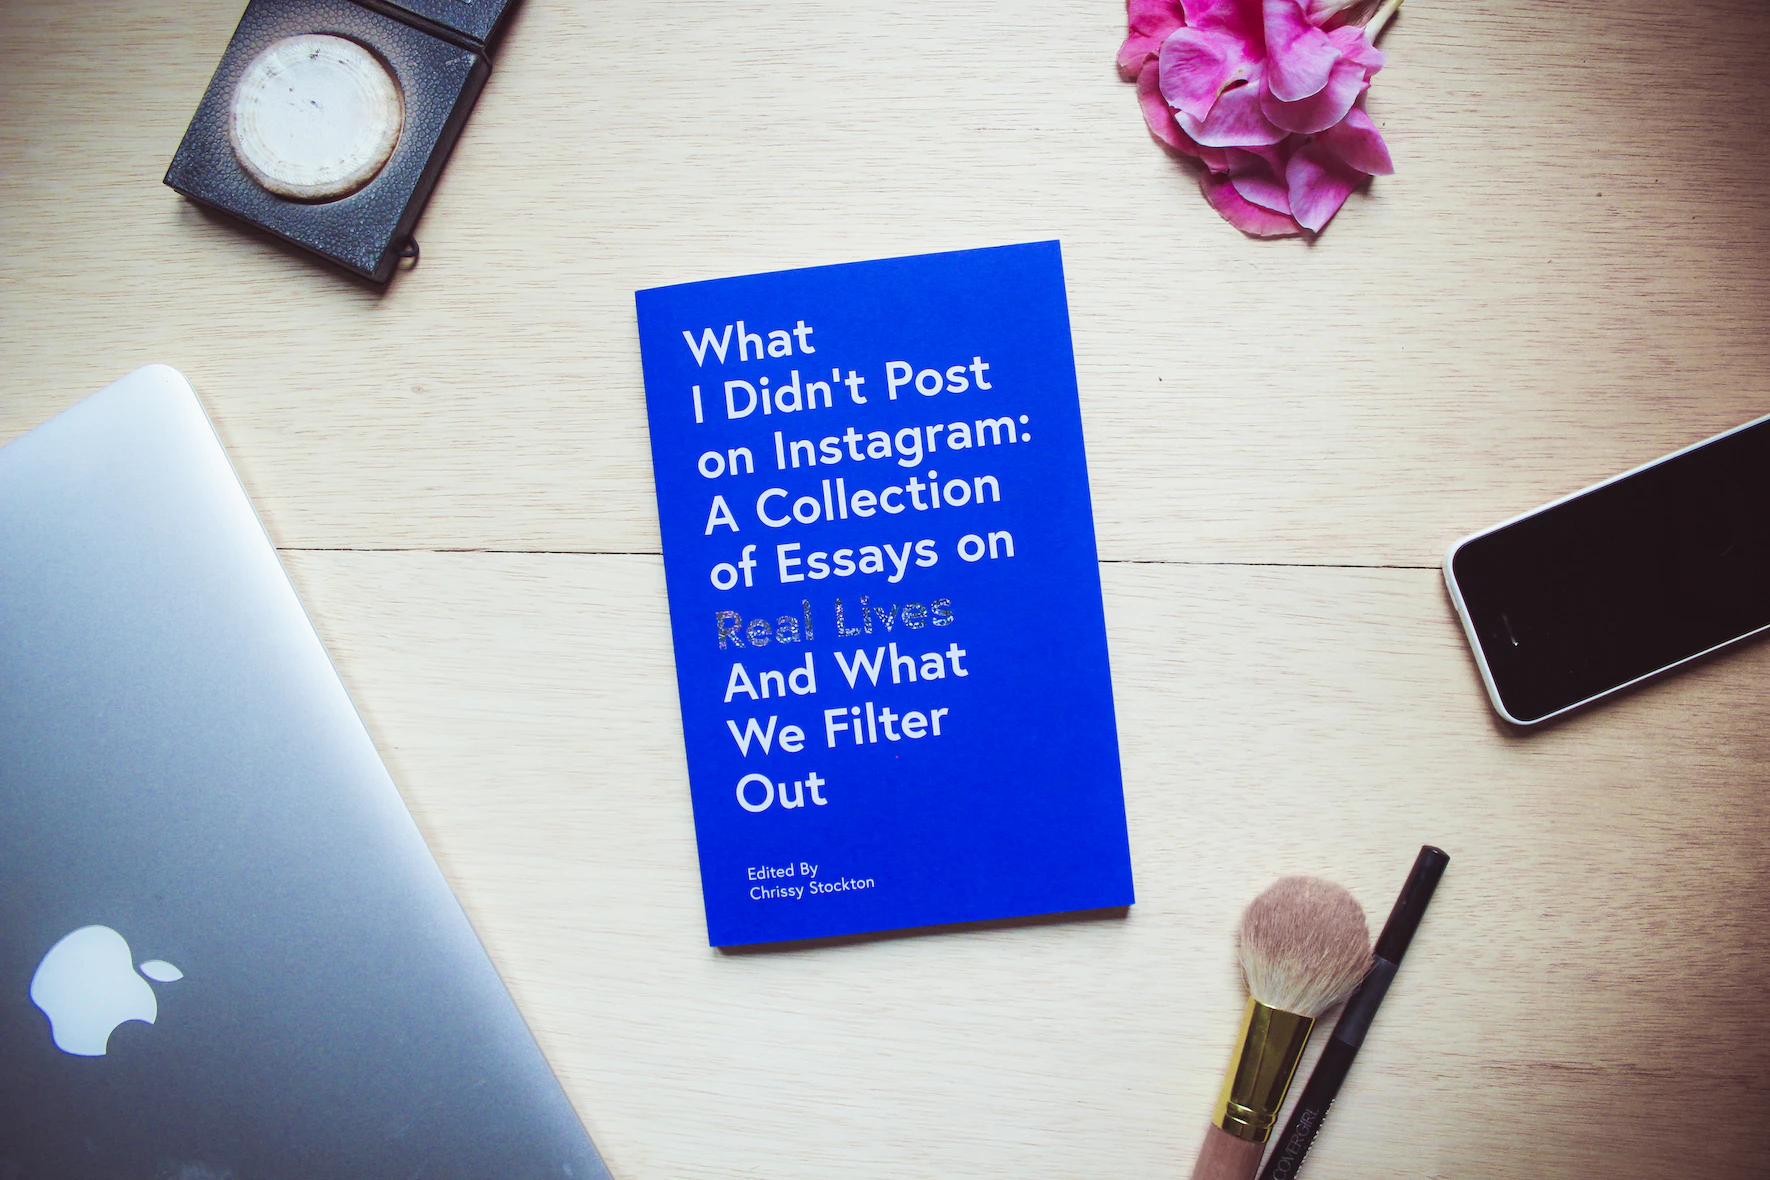 What
I Didn't Post
on Instagram:
A Collection
of Essays on
Real Lives
And What
We Filter
Out
Edited By
Chrissy Stockton
COVERGIRL